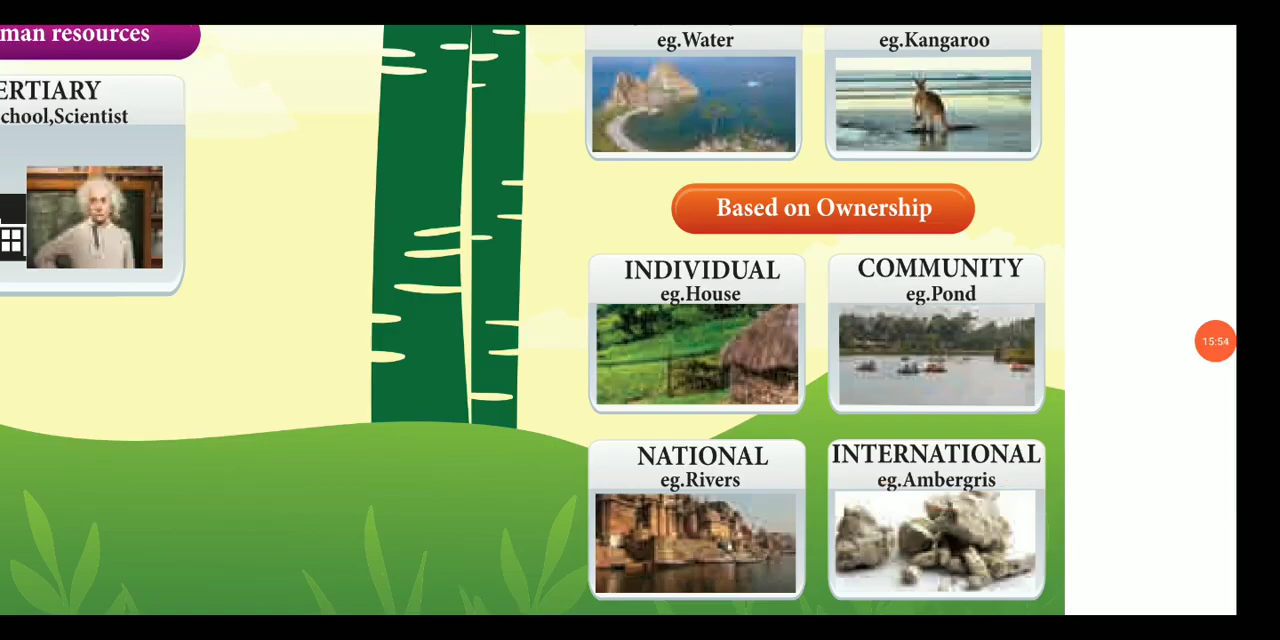 man resources
ERTIARY
chool,Scientist
eg.Water
eg.Kangaroo
Based on Ownership
INDIVIDUAL
eg.House
COMMUNITY
eg.Pond
NATIONAL
eg.Rivers
INTERNATIONAL
eg.Ambergris
15:54